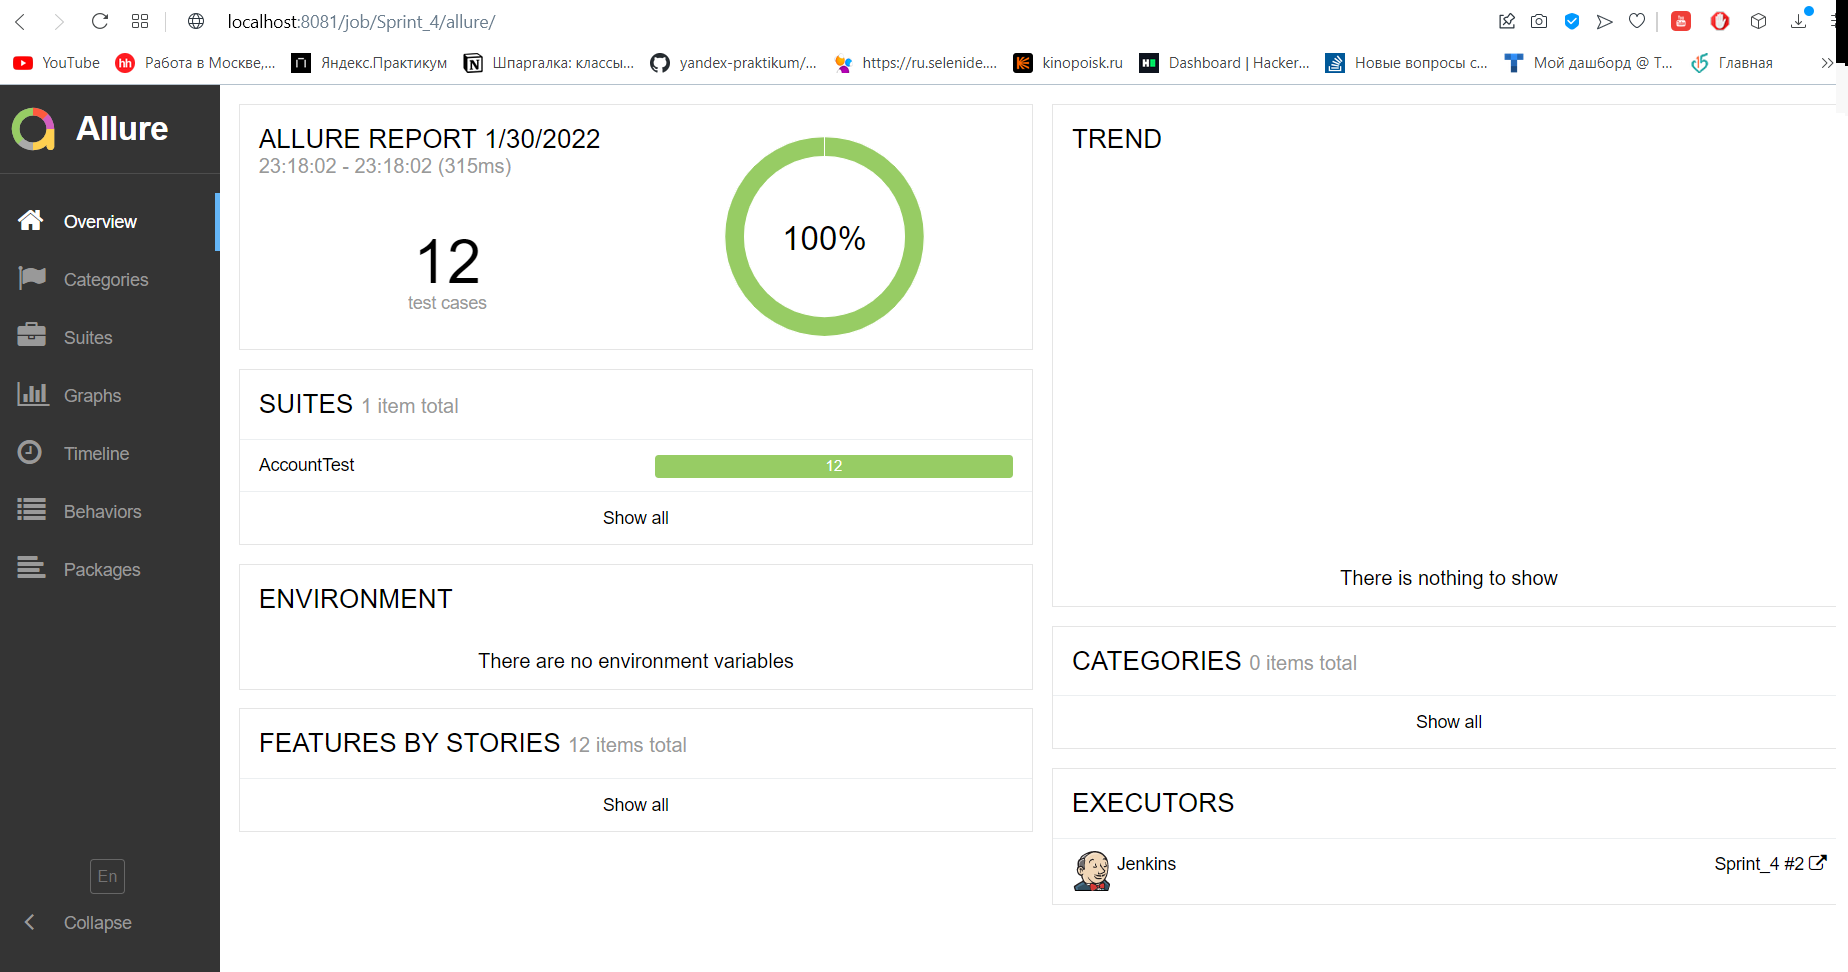 localhost:8081/job/Sprint_4/allure/
YouTube
hh
Работа в Москве,...
Яндекс.Практикум
Шпаргалка: классы...
yandex-praktikum/...
https://ru.selenide....
kinopoisk.ru
Dashboard | Hacker...
Новые вопросы с...
Мой дашборд @ T...
Главная
Allure
Overview
Categories
Suites
Graphs
Timeline
Behaviors
Packages
En
Collapse
ALLURE REPORT 1/30/2022
23:18:02 - 23:18:02 (315ms)
12
test cases
100%
SUITES 1 item total
AccountTest 12
Show all
ENVIRONMENT
There are no environment variables
FEATURES BY STORIES 12 items total
Show all
TREND
There is nothing to show
CATEGORIES 0 items total
Show all
EXECUTORS
Jenkins Sprint_4 #2